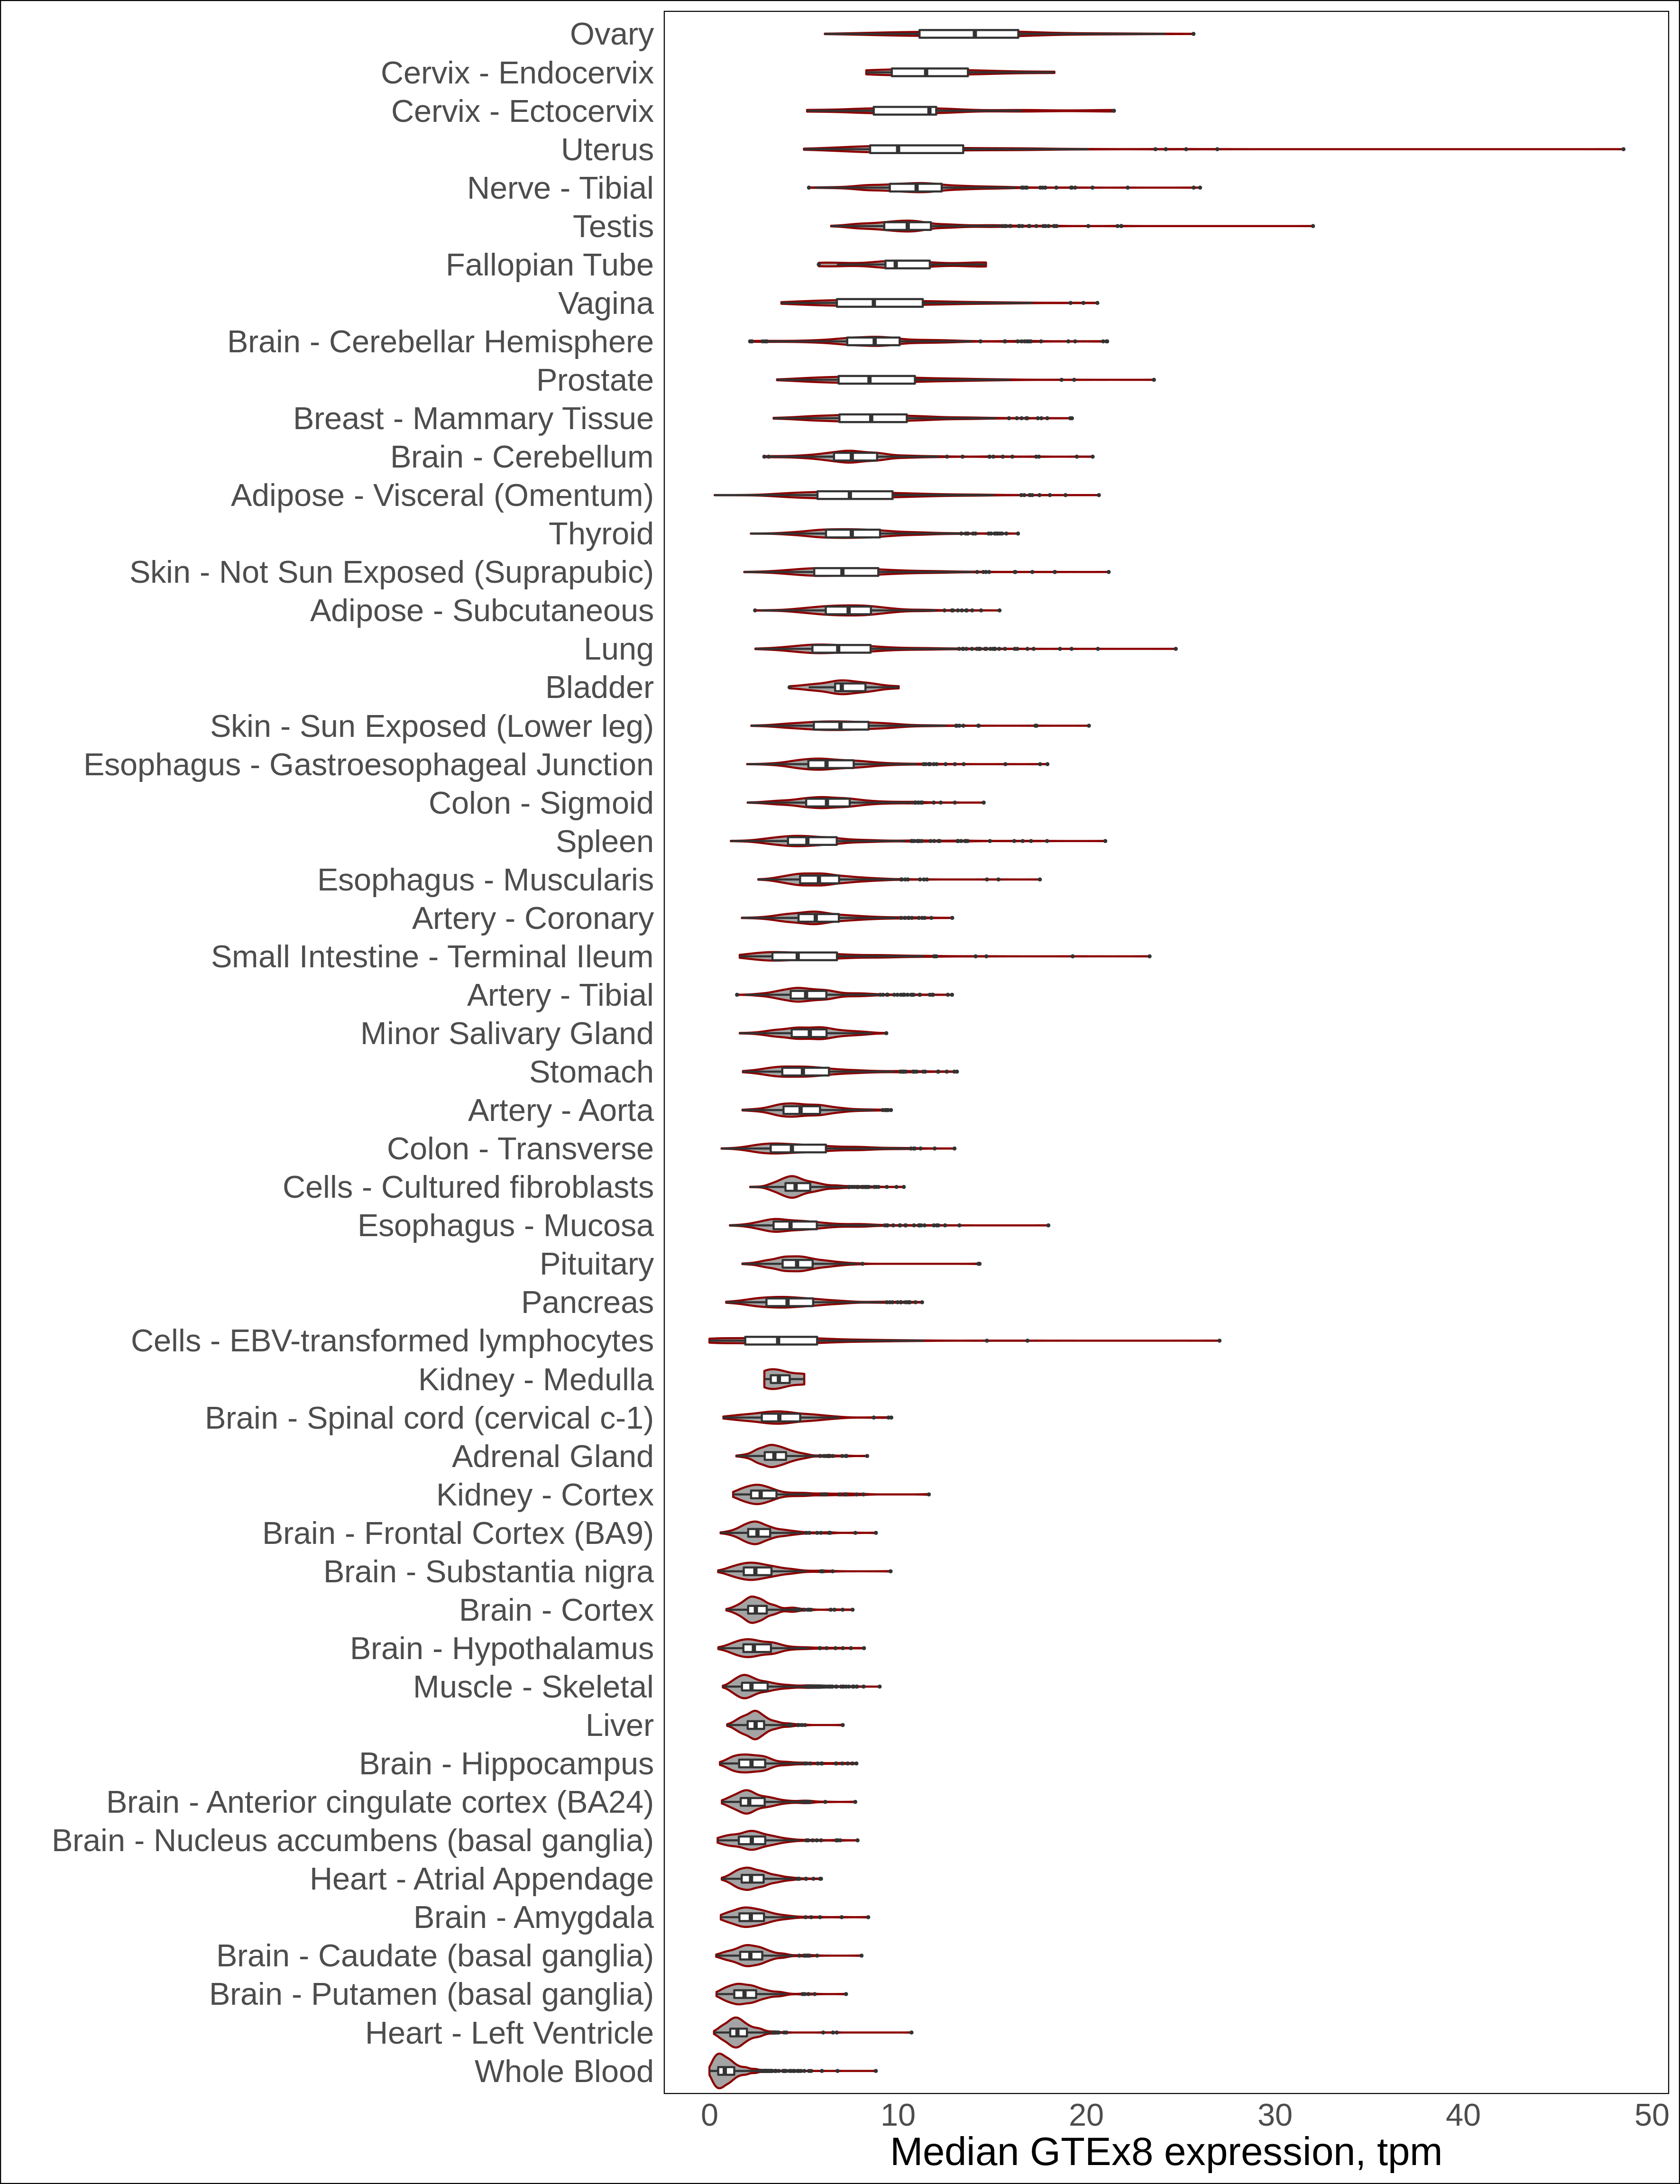 Ovary
Cervix - Endocervix
Cervix - Ectocervix
Uterus
Nerve - Tibial
Testis
Fallopian Tube
Vagina
Brain - Cerebellar Hemisphere
Prostate
Breast - Mammary Tissue
Brain - Cerebellum
Adipose - Visceral (Omentum)
Thyroid
Skin - Not Sun Exposed (Suprapubic)
Adipose - Subcutaneous
Lung
Bladder
Skin - Sun Exposed (Lower leg)
Esophagus - Gastroesophageal Junction
Colon - Sigmoid
Spleen
Esophagus - Muscularis
Artery - Coronary
Small Intestine - Terminal Ileum
Artery - Tibial
Minor Salivary Gland
Stomach
Artery - Aorta
Colon - Transverse
Cells - Cultured fibroblasts
Esophagus - Mucosa
Pituitary
Pancreas
Cells - EBV-transformed lymphocytes
Kidney - Medulla
Brain - Spinal cord (cervical c-1)
Adrenal Gland
Kidney - Cortex
Brain - Frontal Cortex (BA9)
Brain - Substantia nigra
Brain - Cortex
Brain - Hypothalamus
Muscle - Skeletal
Liver
Brain - Hippocampus
Brain - Anterior cingulate cortex (BA24)
Brain - Nucleus accumbens (basal ganglia)
Heart - Atrial Appendage
Brain - Amygdala
Brain - Caudate (basal ganglia)
Brain - Putamen (basal ganglia)
Heart - Left Ventricle
Whole Blood
0 10 20 30 40 50
Median GTEx8 expression, tpm